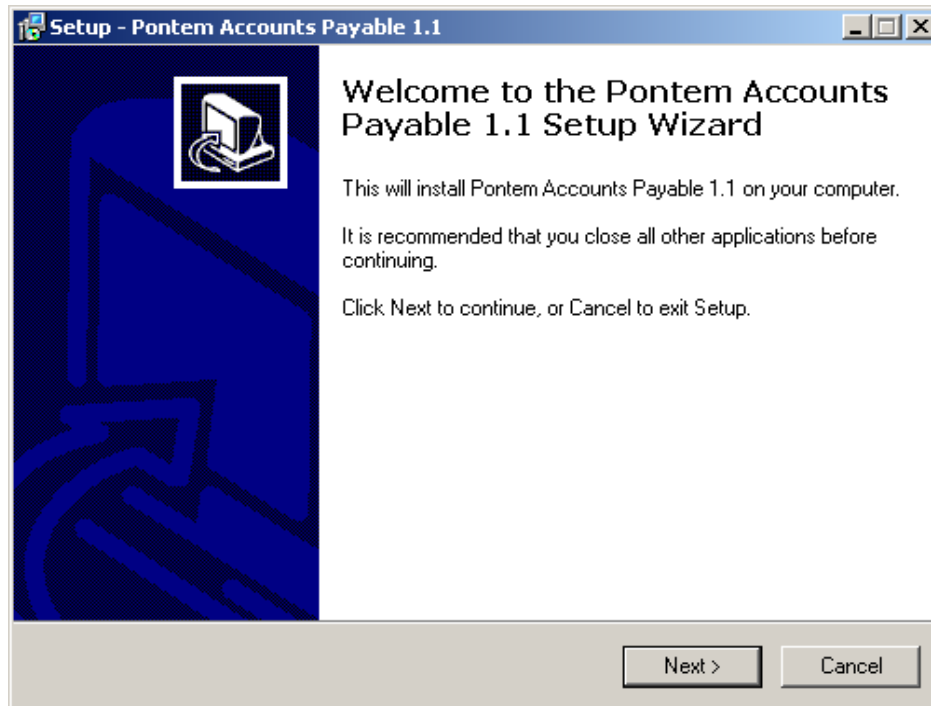 Setup - Pontem Accounts Payable 1.1
Welcome to the Pontem Accounts
Payable 1.1 Setup Wizard
This will install Pontem Accounts Payable 1.1 on your computer.
It is recommended that you close all other applications before
continuing.
Click Next to continue, or Cancel to exit Setup.
Next >
Cancel